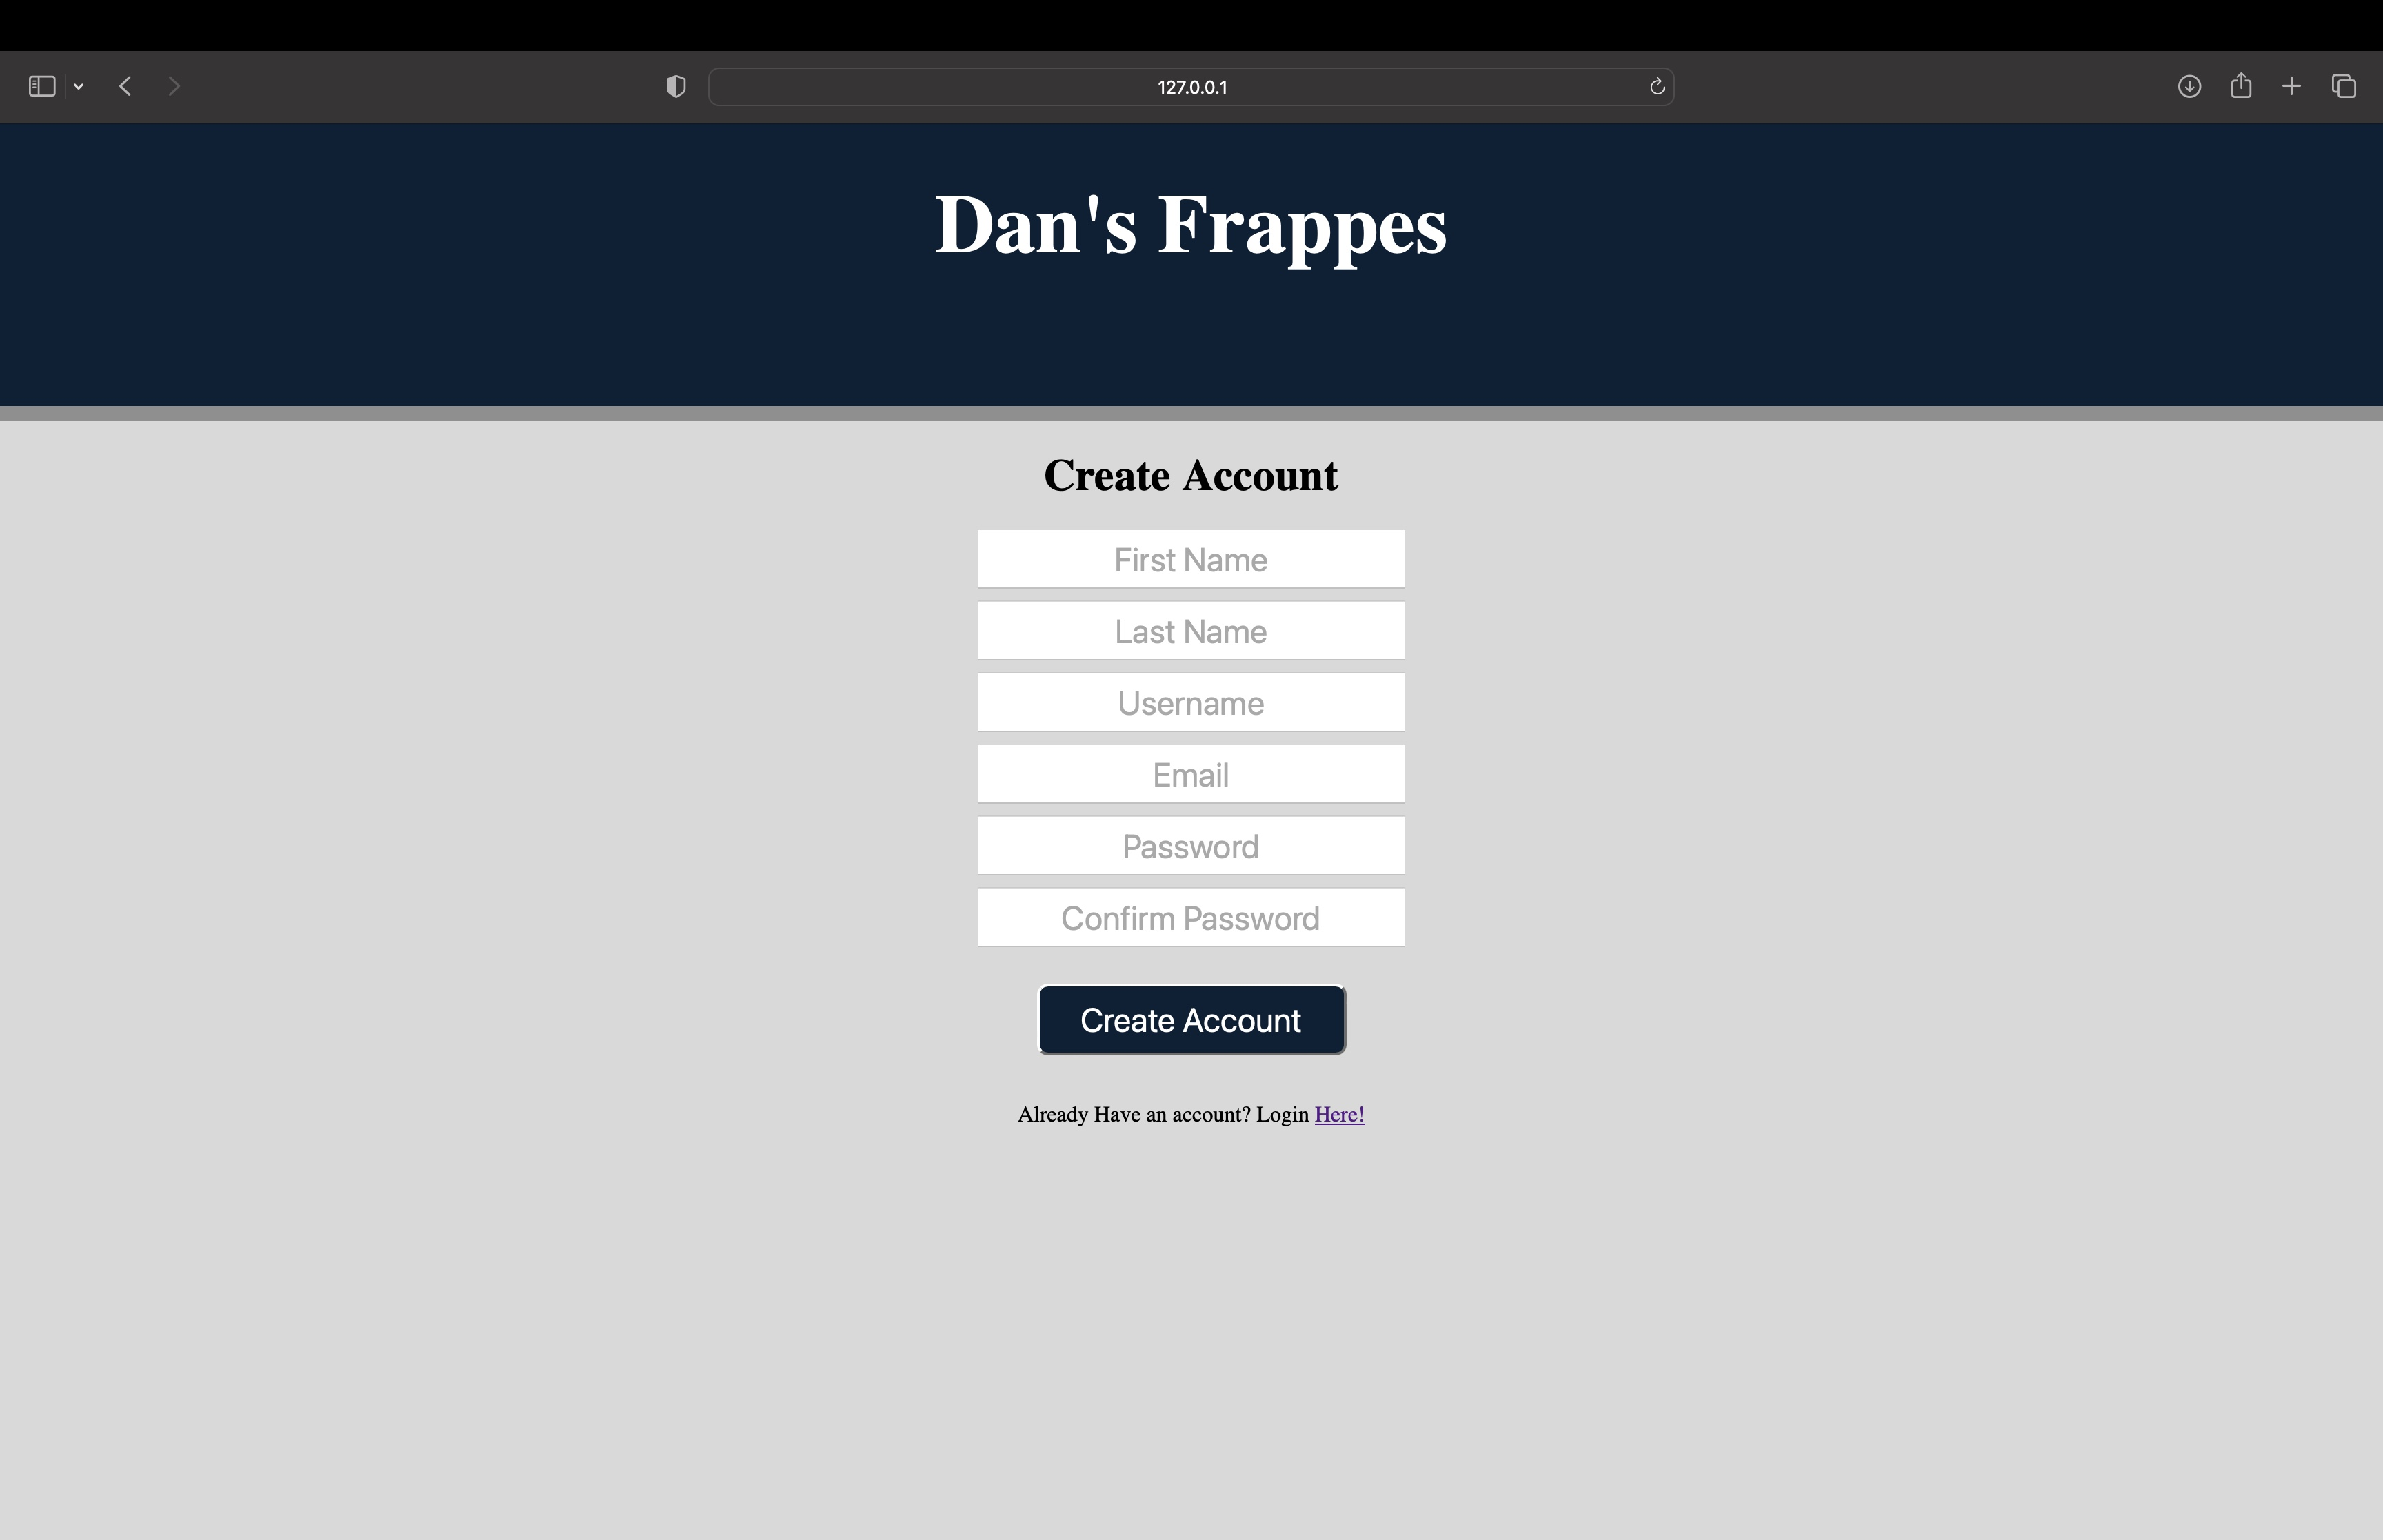 127.0.0.1
Dan's Frappes
Create Account
First Name
Last Name
Username
Email
Password
Confirm Password
Create Account
Already Have an account? Login Here!